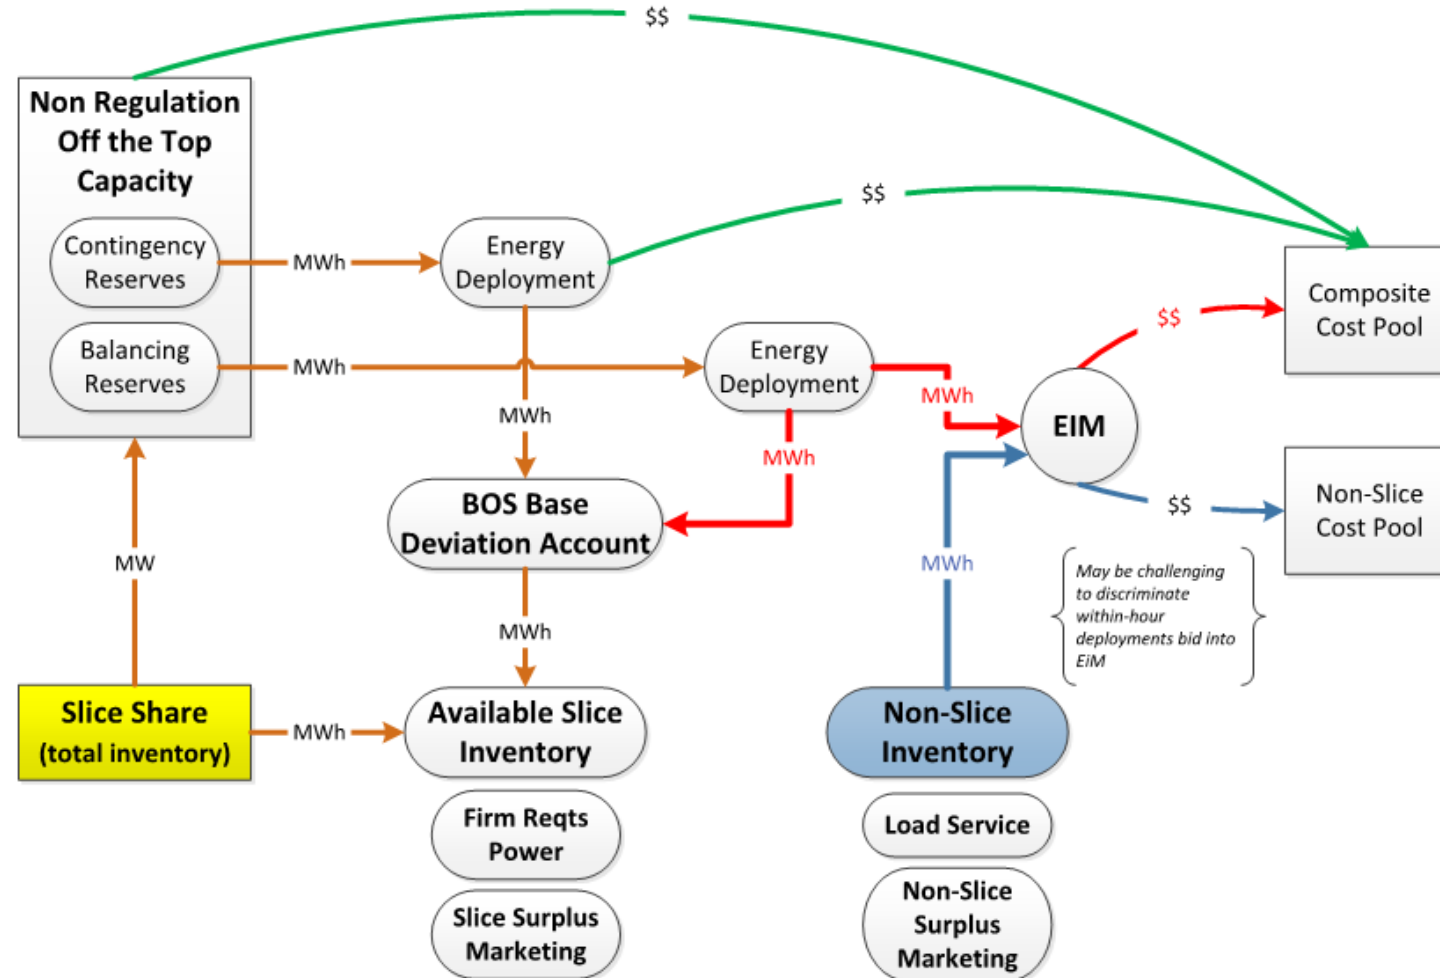 $$
Non Regulation
Off the Top
Capacity
$$
Contingency
Reserves
MWh
Energy
Deployment
Composite
Cost Pool
$$
Balancing
Reserves
MWh
Energy
Deployment
MWh
MWh
EIM
MWh
BOS Base
Deviation Account
$$
Non-Slice
Cost Pool
MW
MWh
May be challenging
to discriminate
within-hour
deployments bid into
EiM
MWh
Slice Share
(total inventory)
MWh
Available Slice
Inventory
Non-Slice
Inventory
Firm Reqts
Power
Load Service
Slice Surplus
Marketing
Non-Slice
Surplus
Marketing